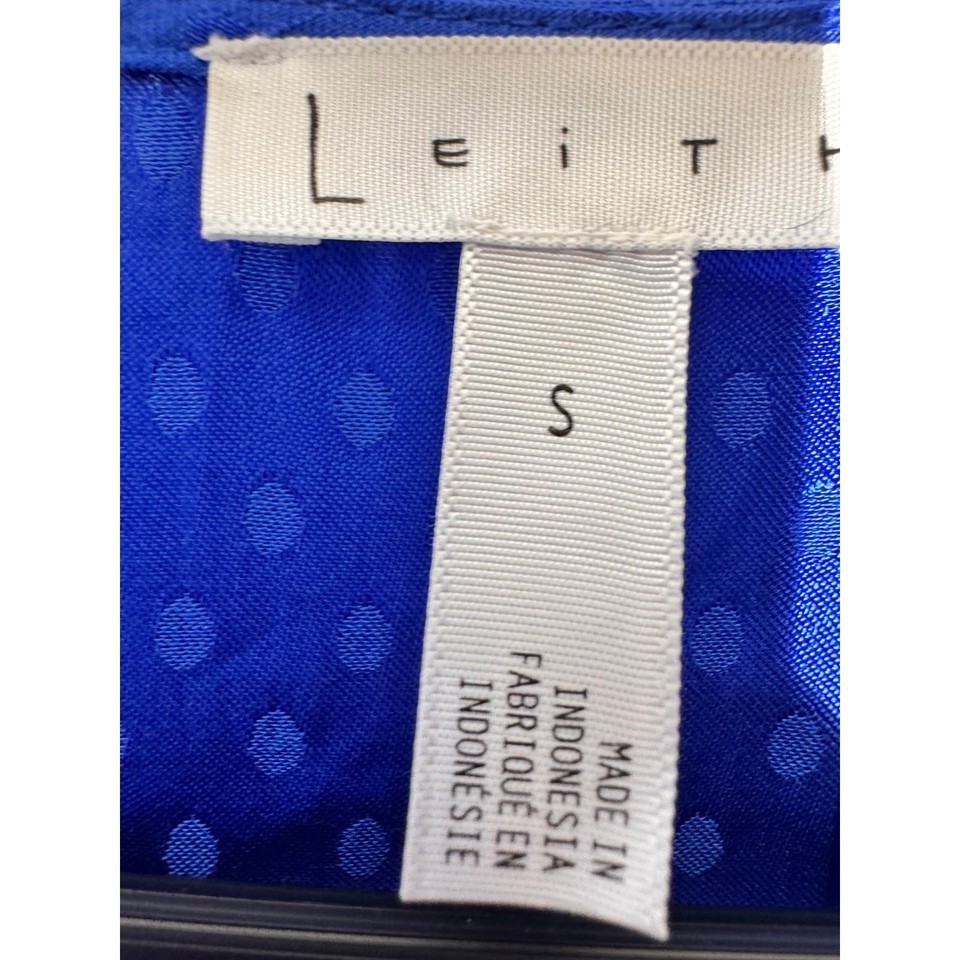 LEiTH
S
MADE IN
INDONESIA
FABRIQUÉ EN
INDONÉSIE